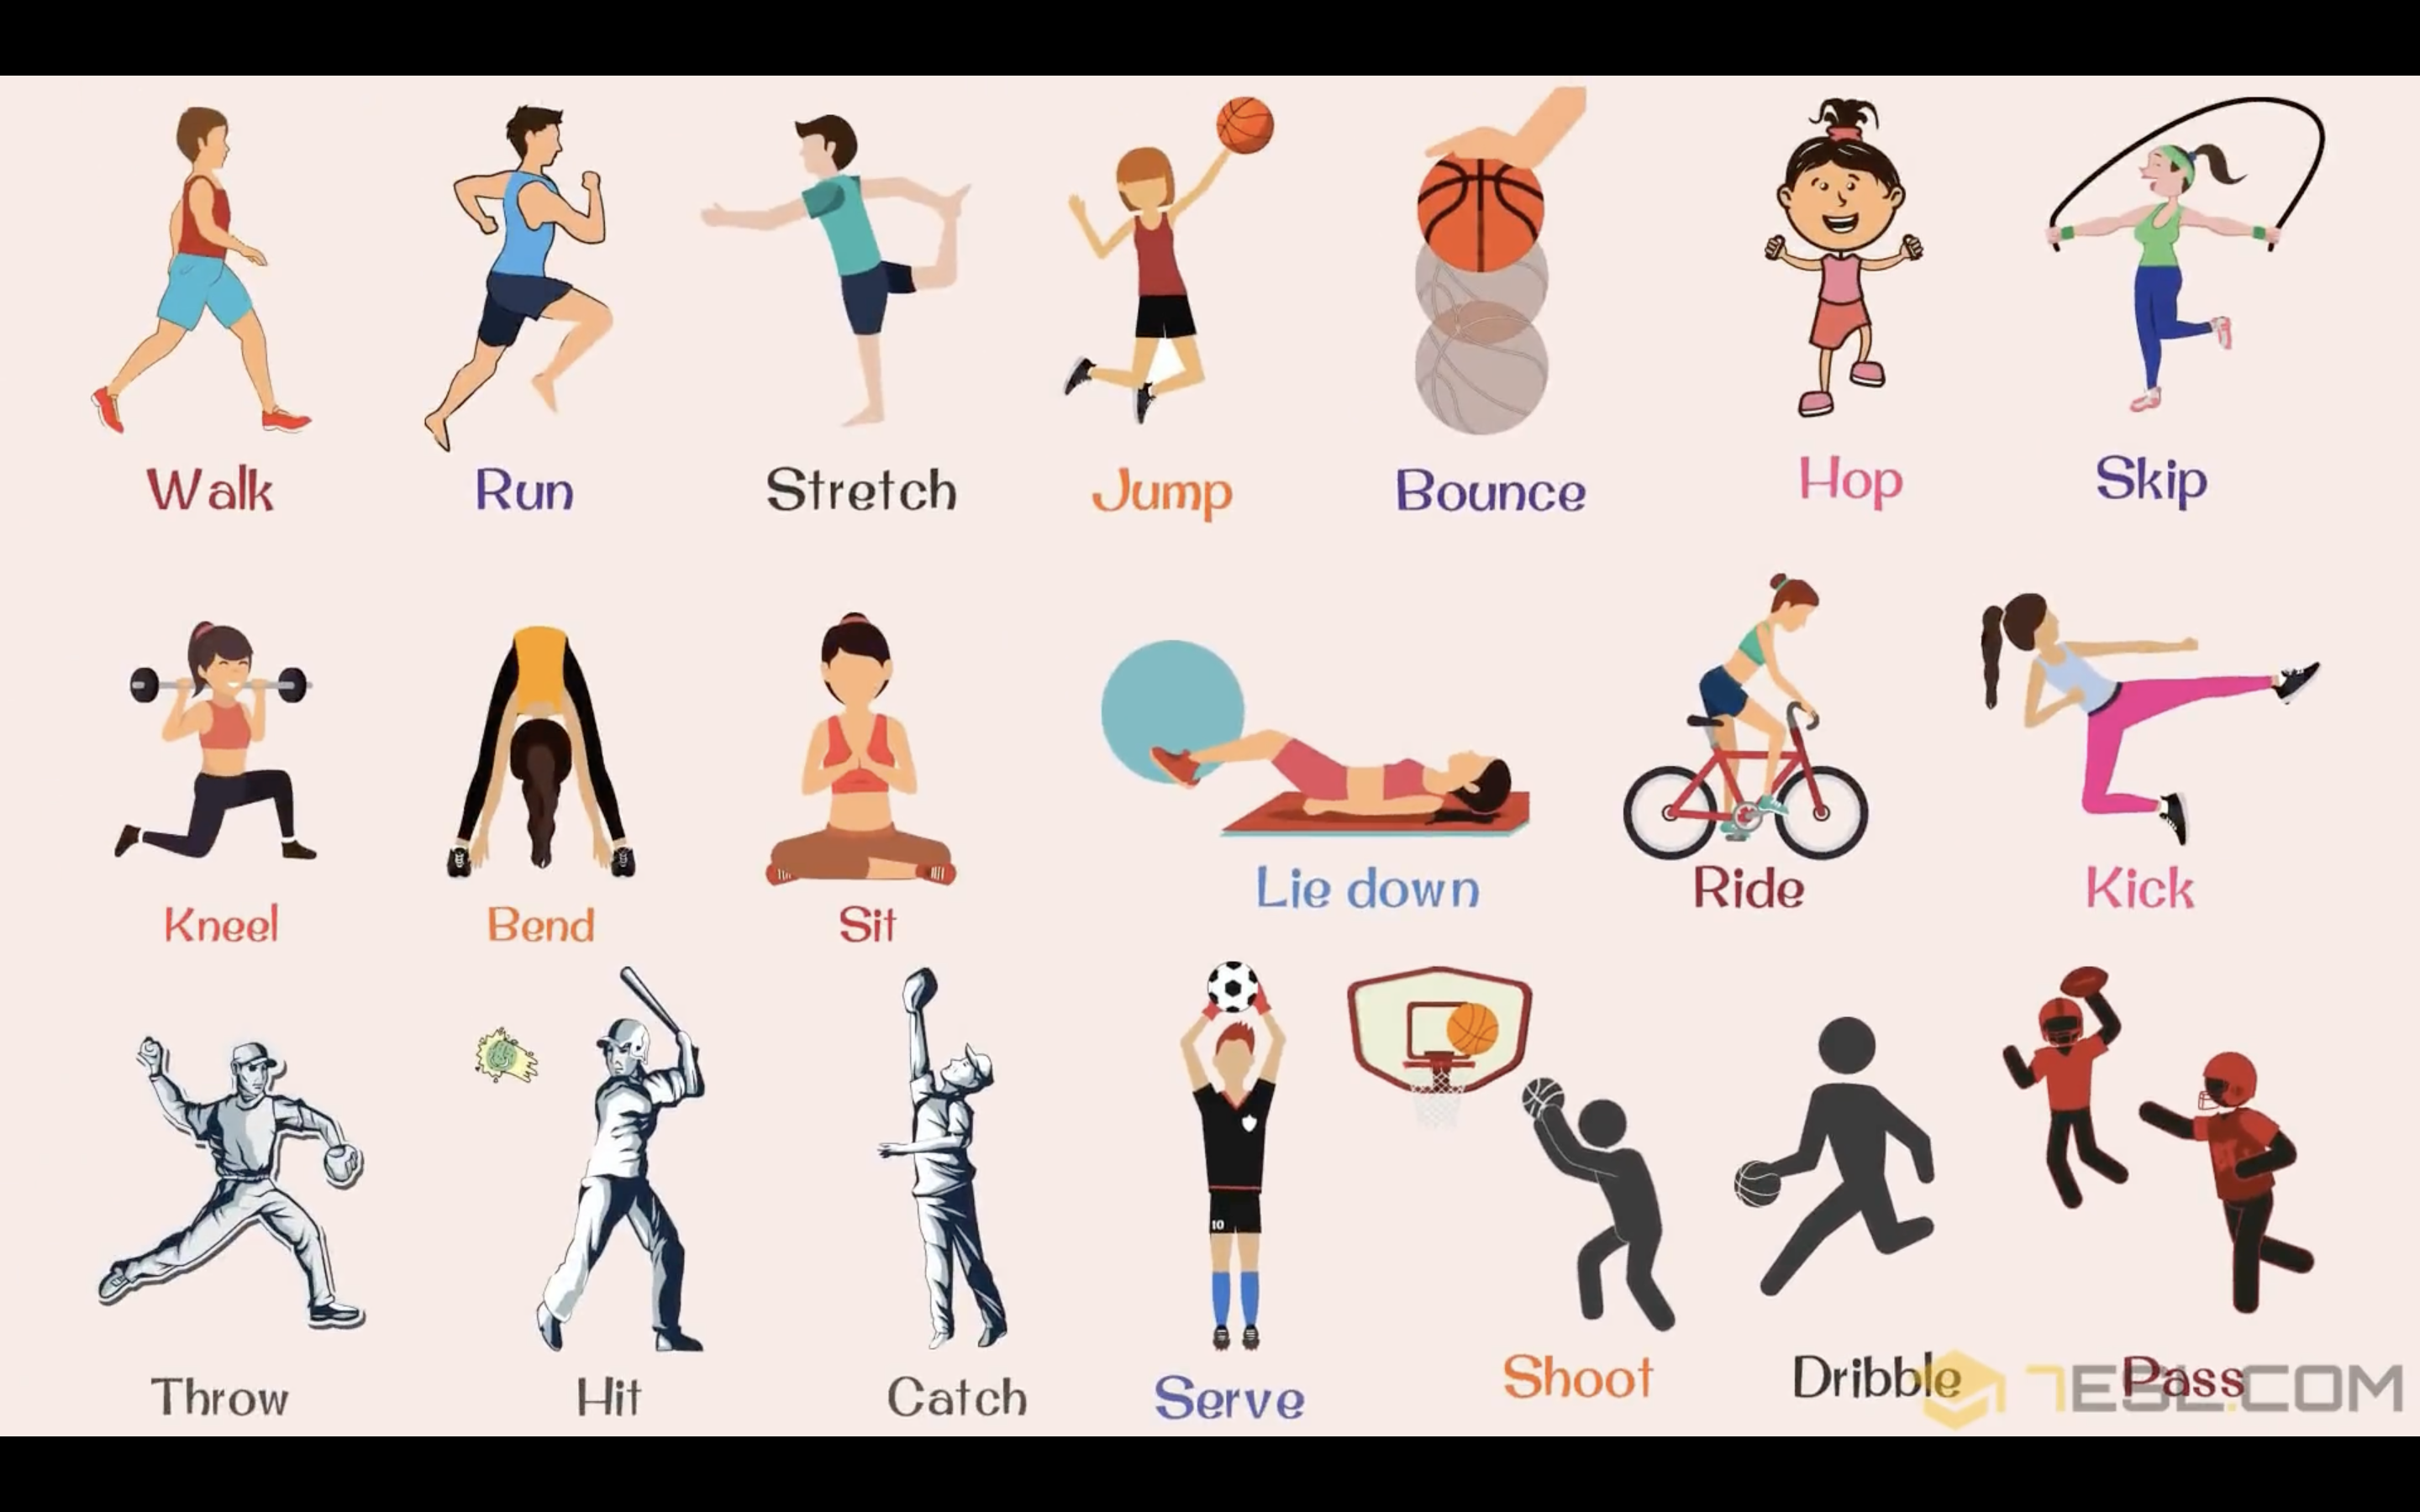 Walk
Run
Stretch
Jump
Bounce
Hop
Skip
Kneel
Bend
Sit
Lie down
Ride
Kick
10
Throw
Hit
Catch
Serve
Shoot
Dribble
Pass
7ESL.COM